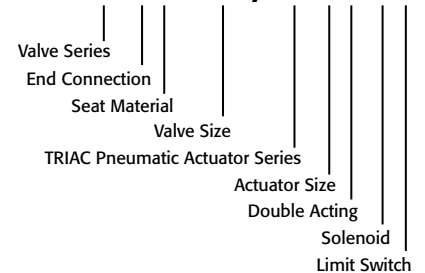 Valve Series
End Connection
Seat Material
Valve Size
TRIAC Pneumatic Actuator Series
Actuator Size
Double Acting
Solenoid
Limit Switch